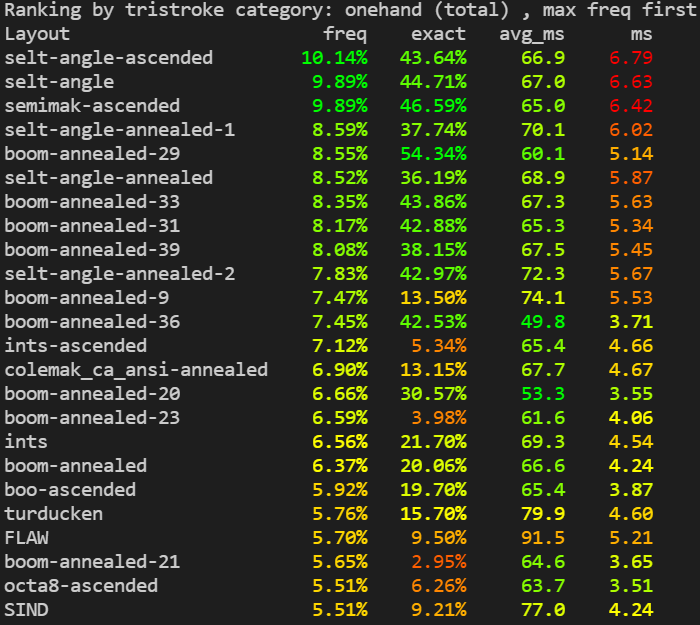 Ranking by tristroke category: onehand (total) , max freq first
Layout freq exact avg_ms ms
selt-angle-ascended 10.14% 43.64% 66.9 6.79
selt-angle 9.89% 44.71% 67.0 6.63
semimak-ascended 9.89% 46.59% 65.0 6.42
selt-angle-annealed-1 8.59% 37.74% 70.1 6.02
boom-annealed-29 8.55% 54.34% 60.1 5.14
selt-angle-annealed 8.52% 36.19% 68.9 5.87
boom-annealed-33 8.35% 43.86% 67.3 5.63
boom-annealed-31 8.17% 42.88% 65.3 5.34
boom-annealed-39 8.08% 38.15% 67.5 5.45
selt-angle-annealed-2 7.83% 42.97% 72.3 5.67
boom-annealed-9 7.47% 13.50% 74.1 5.53
boom-annealed-36 7.45% 42.53% 49.8 3.71
ints-ascended 7.12% 5.34% 65.4 4.66
colemak_ca_ansi-annealed 6.90% 13.15% 67.7 4.67
boom-annealed-20 6.66% 30.57% 53.3 3.55
boom-annealed-23 6.59% 3.98% 61.6 4.06
ints 6.56% 21.70% 69.3 4.54
boom-annealed 6.37% 20.06% 66.6 4.24
boo-ascended 5.92% 19.70% 65.4 3.87
turducken 5.76% 15.70% 79.9 4.60
FLAW 5.70% 9.50% 91.5 5.21
boom-annealed-21 5.65% 2.95% 64.6 3.65
octa8-ascended 5.51% 6.26% 63.7 3.51
SIND 5.51% 9.21% 77.0 4.24